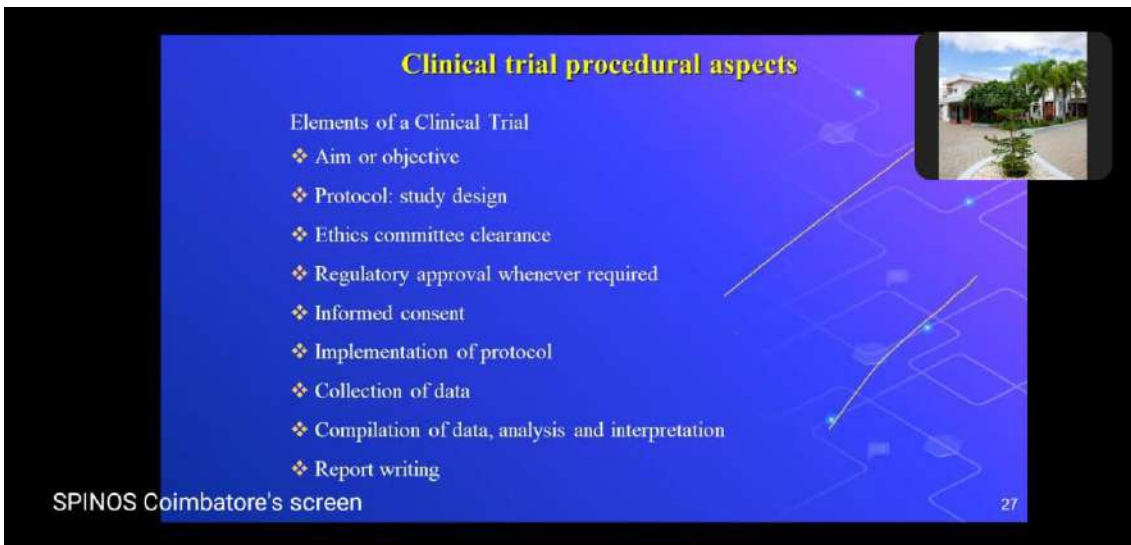 Clinical trial procedural aspects
Elements of a Clinical Trial
❖ Aim or objective
❖ Protocol: study design
❖ Ethics committee clearance
❖ Regulatory approval whenever required
❖ Informed consent
❖ Implementation of protocol
❖ Collection of data
❖ Compilation of data, analysis and interpretation
❖ Report writing
SPINOS Coimbatore's screen
27